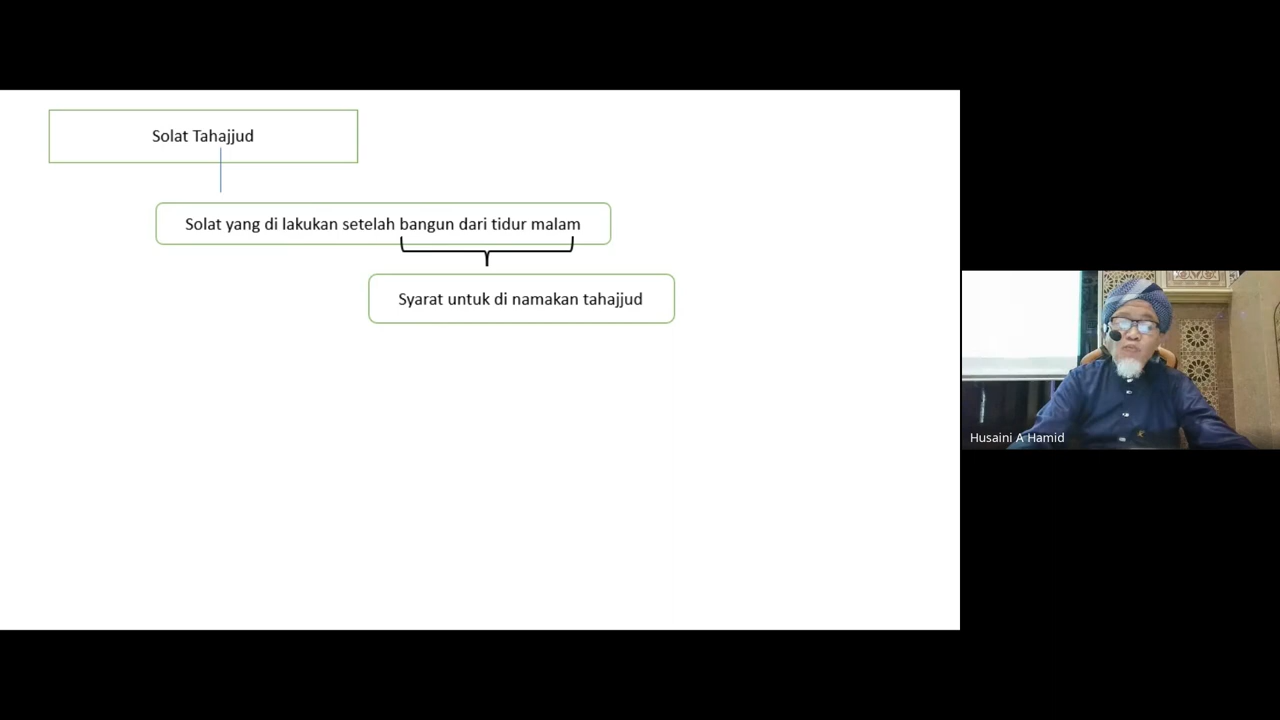 Solat Tahajjud
Solat yang di lakukan setelah bangun dari tidur malam
Syarat untuk di namakan tahajjud
Husaini A Hamid